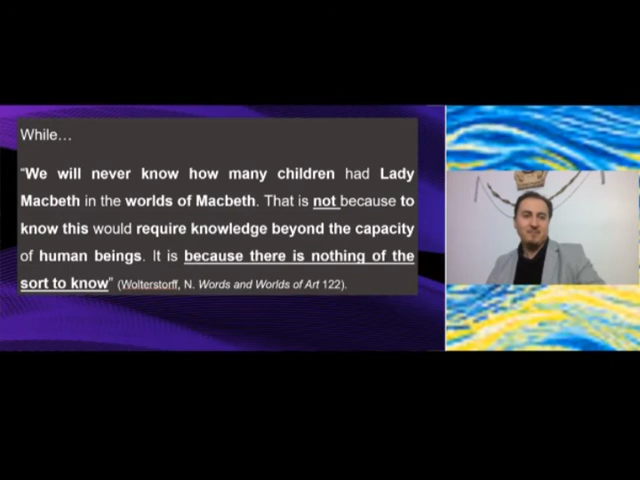 While…
“We will never know how many children had Lady
Macbeth in the worlds of Macbeth. That is not because to
know this would require knowledge beyond the capacity
of human beings. It is because there is nothing of the
sort to know” (Wolterstorff, N. Words and Worlds of Art 122).